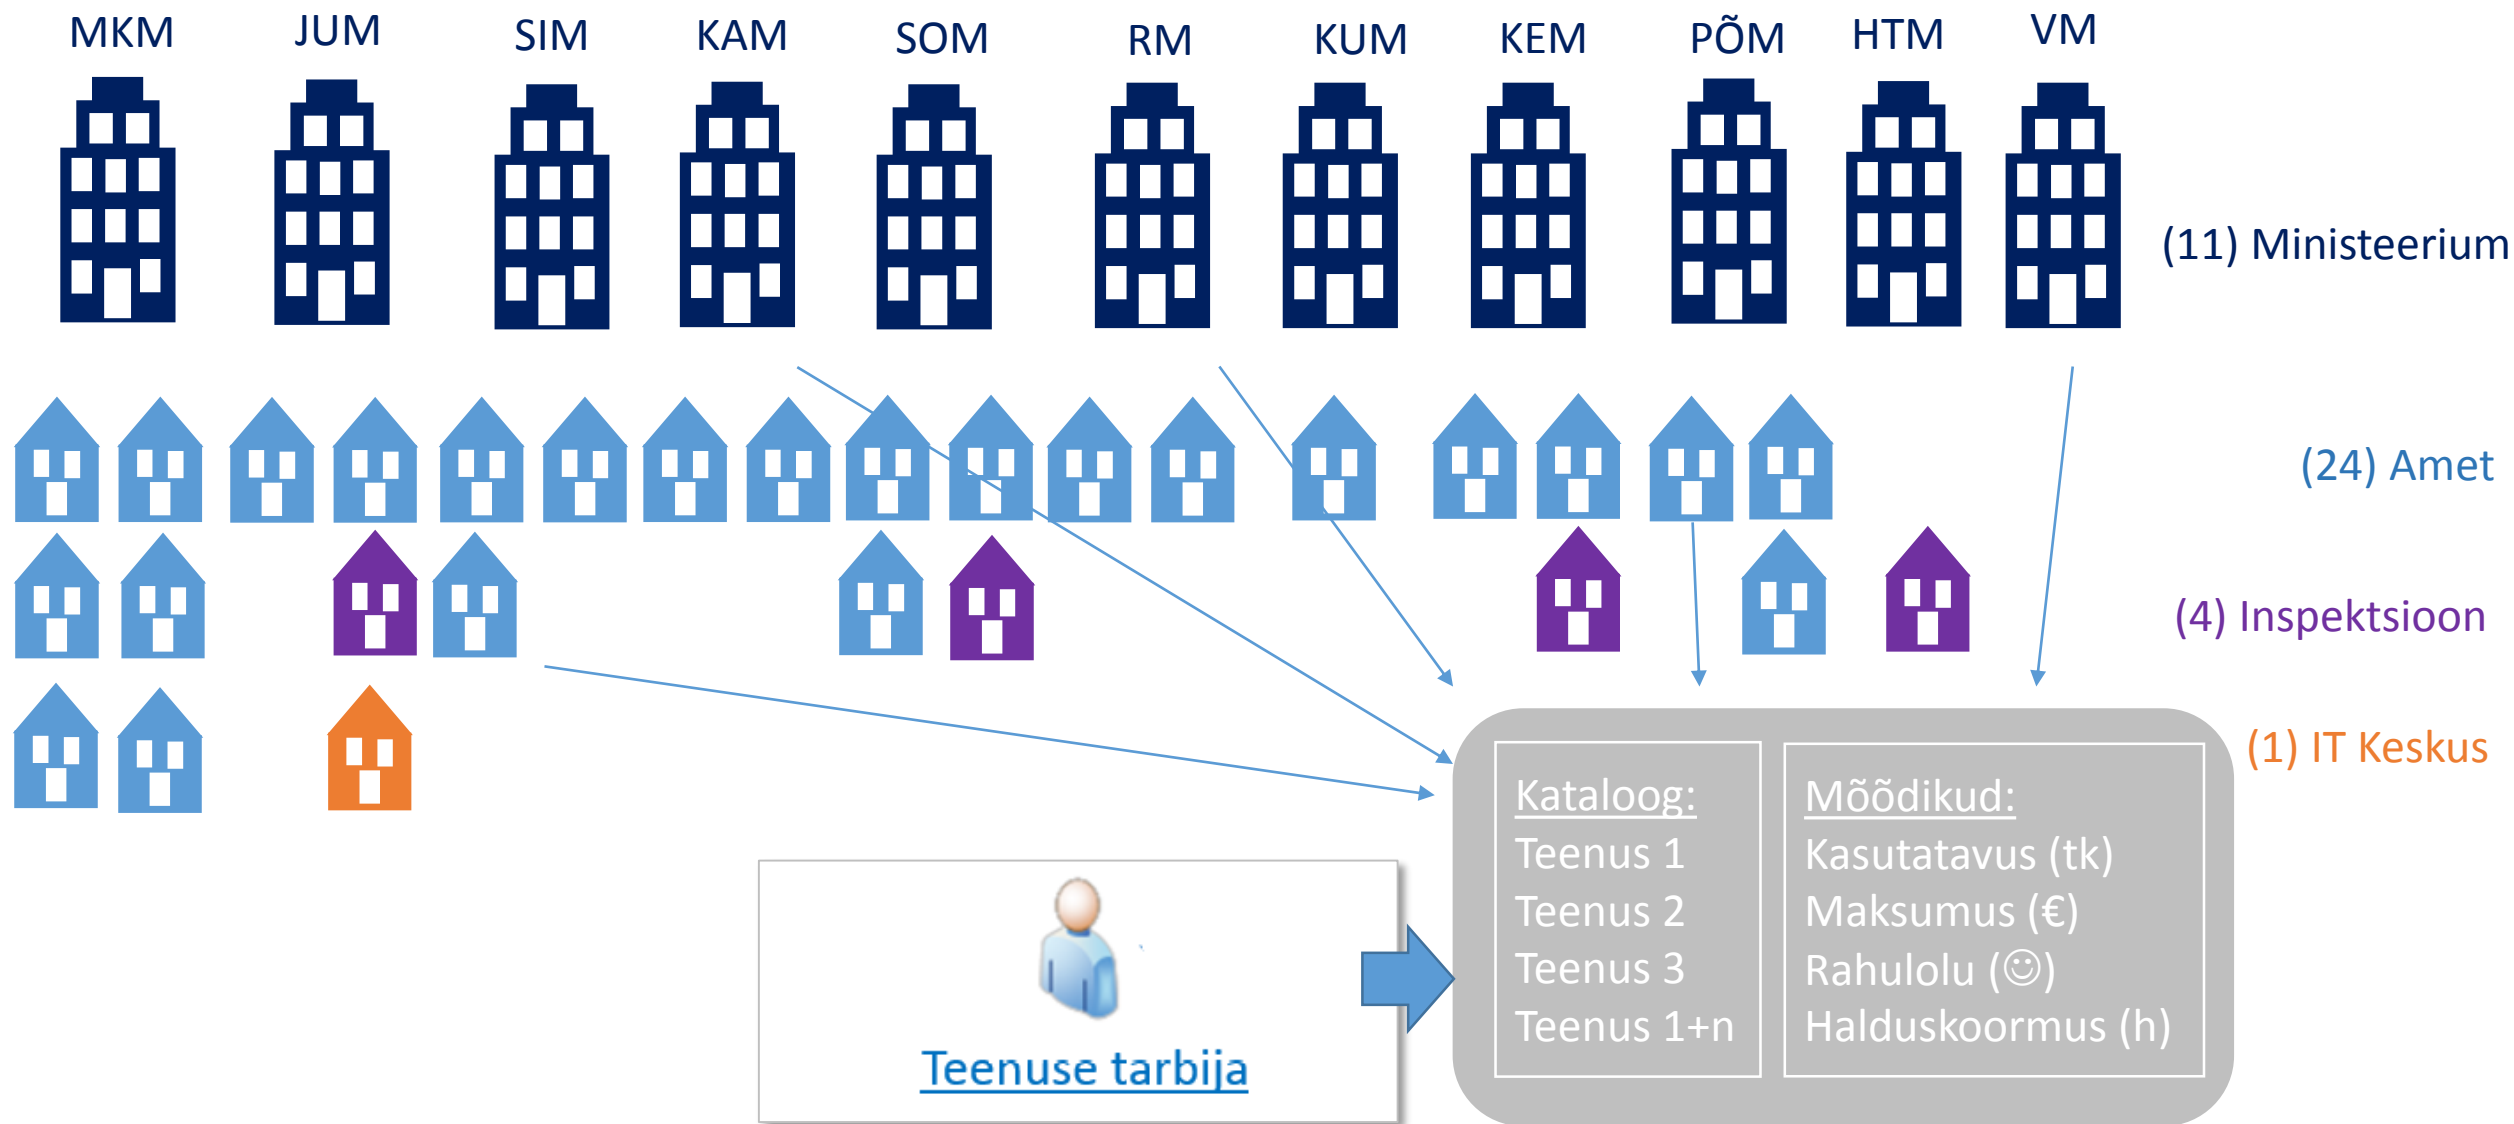 MKM JUM SIM KAM SOM RM KUM KEM PÕM HTM VM
(11) Ministeerium
(24) Amet
(4) Inspektsioon
(1) IT Keskus
Kataloog:
Teenus 1
Teenus 2
Teenus 3
Teenus 1+n
Mõõdikud:
Kasutatavus (tk)
Maksumus (€)
Rahulolu (☺)
Halduskoormus (h)
Teenuse tarbija